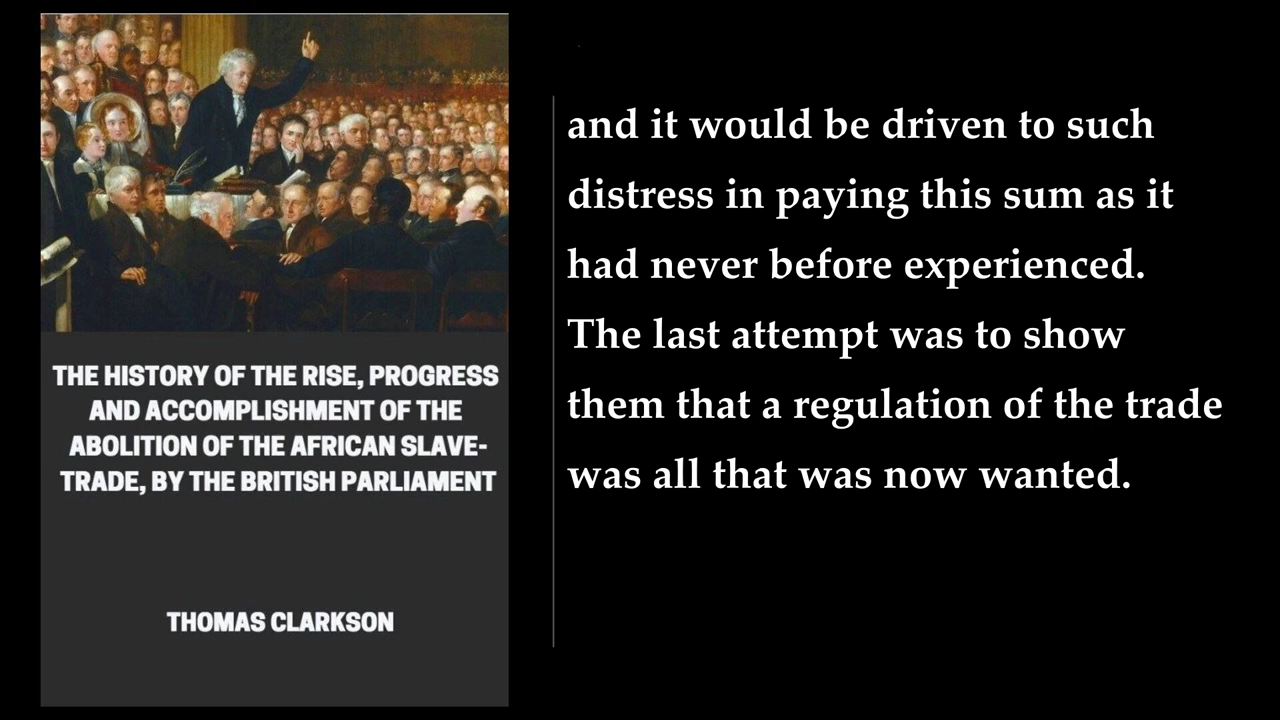 THE HISTORY OF THE RISE, PROGRESS
AND ACCOMPLISHMENT OF THE
ABOLITION OF THE AFRICAN SLAVE-
TRADE, BY THE BRITISH PARLIAMENT
THOMAS CLARKSON
and it would be driven to such
distress in paying this sum as it
had never before experienced.
The last attempt was to show
them that a regulation of the trade
was all that was now wanted.